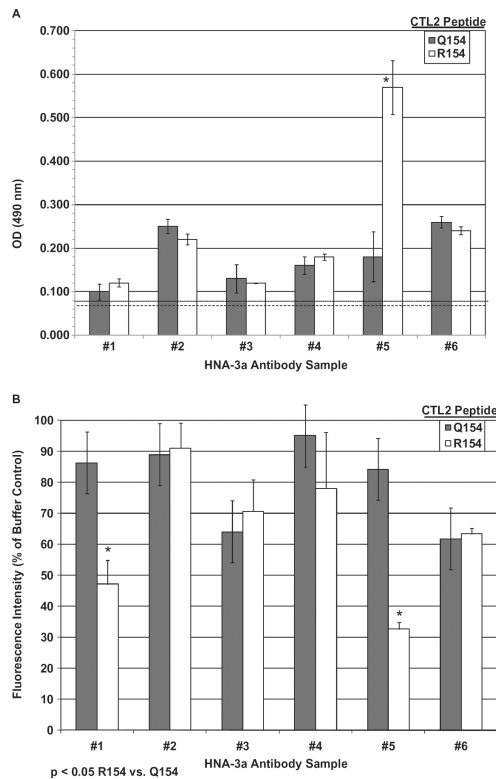 A
CTL2 Peptide
Q154
R154
0.700
0.600
0.500
0.400
0.300
0.200
0.100
0.000
OD (490 nm)
*
#1 #2 #3 #4 #5 #6
HNA-3a Antibody Sample
B
CTL2 Peptide
Q154
R154
100
90
80
70
60
50
40
30
20
10
0
Fluorescence Intensity (% of Buffer Control)
*
*
#1 #2 #3 #4 #5 #6
HNA-3a Antibody Sample
p < 0.05 R154 vs. Q154